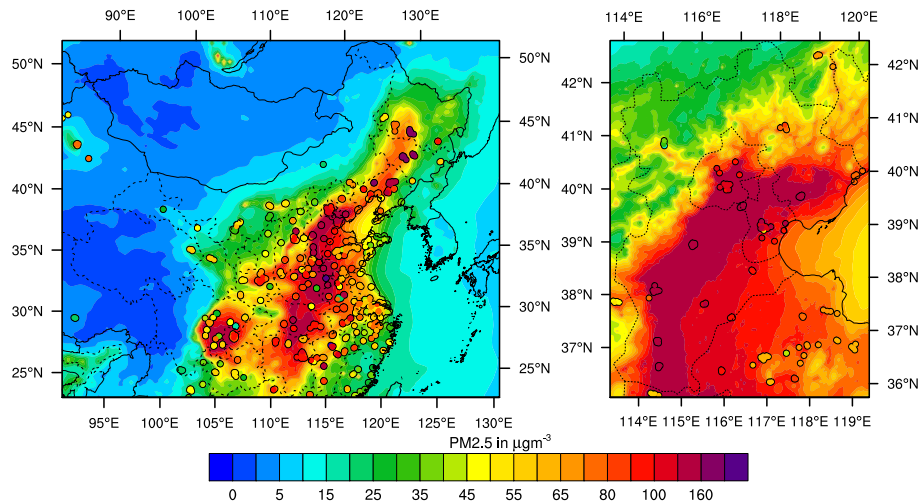 90°E 100°E 110°E 120°E 130°E
114°E 116°E 118°E 120°E
50°N 50°N 42°N 42°N
45°N 45°N 41°N 41°N
40°N 40°N 40°N 40°N
35°N 35°N 39°N 39°N
30°N 30°N 38°N 38°N
25°N 25°N 37°N 37°N
36°N
95°E 100°E 105°E 110°E 115°E 120°E 125°E 130°E
114°E 115°E 116°E 117°E 118°E 119°E
PM2.5 in µgm-3
0 5 15 25 35 45 55 65 80 100 160